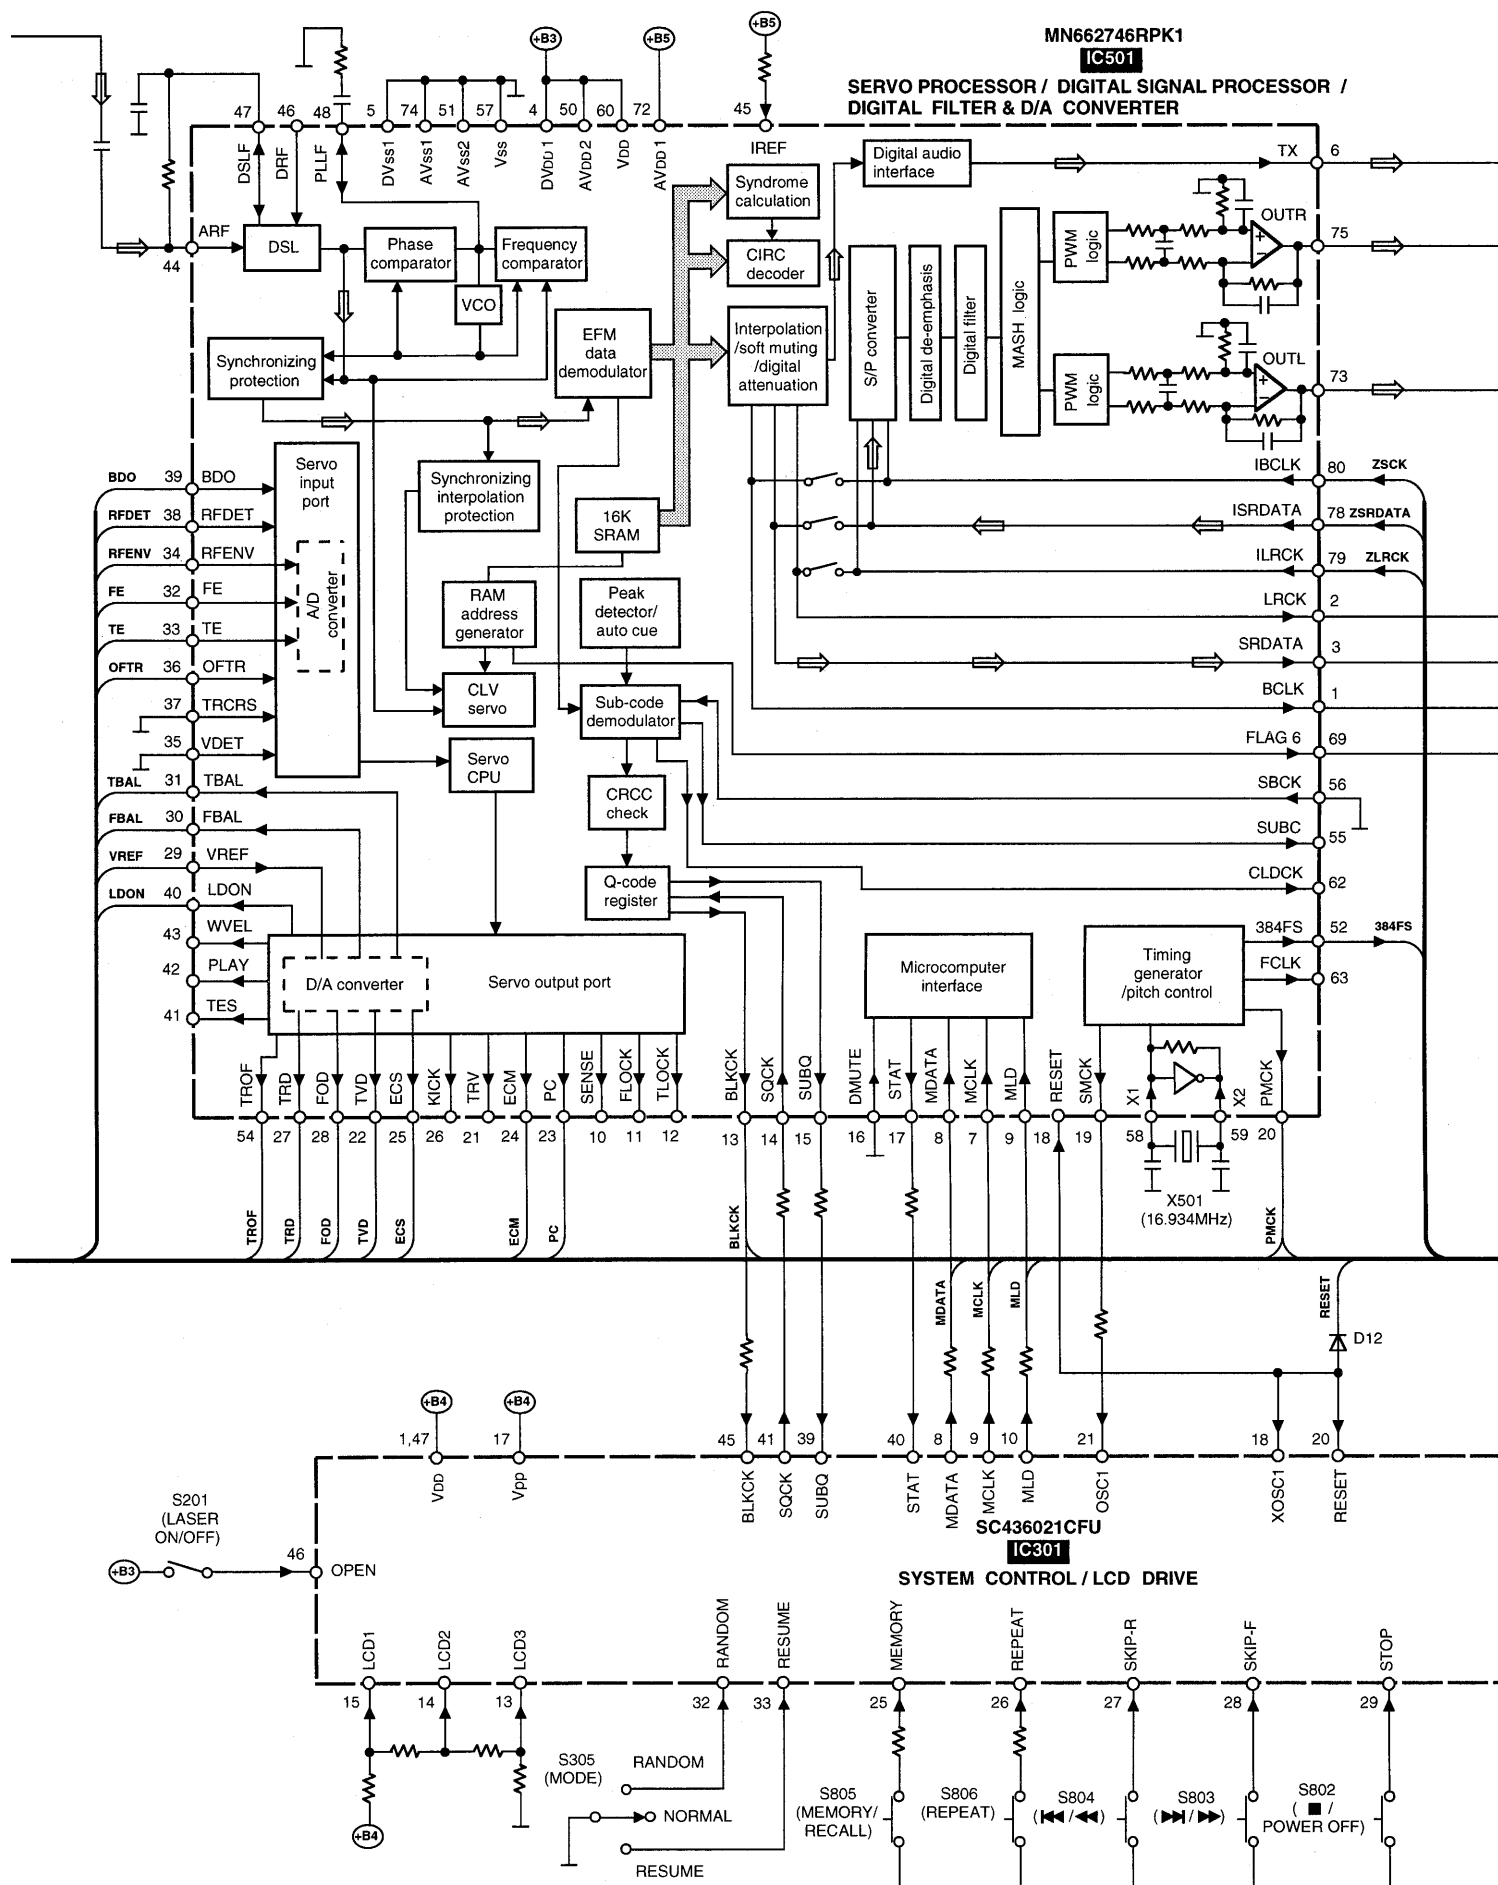 +B3
+B5
+B5
MN662746RPK1
IC501
SERVO PROCESSOR / DIGITAL SIGNAL PROCESSOR /
DIGITAL FILTER & D/A CONVERTER
47 46 48 5 74 51 57 4 50 60 72 45
DSLF DRF PLLF DVss1 AVss1 AVss2 Vss DVDD1 AVDD2 VDD AVDD1 IREF
Digital audio
interface
TX 6
Syndrome
calculation
CIRC
decoder
ARF
44
DSL
Phase
comparator
Frequency
comparator
VCO
EFM
data
demodulator
Interpolation
/soft muting
/digital
attenuation
S/P converter
Digital de-emphasis
Digital filter
MASH logic
PWM
logic
OUTR
75
PWM
logic
OUTL
73
Synchronizing
protection
Servo
input
port
A/D
converter
Synchronizing
interpolation
protection
16K
SRAM
RAM
address
generator
Peak
detector/
auto cue
CLV
servo
Sub-code
demodulator
Servo
CPU
CRCC
check
Q-code
register
BDO 39 BDO
RFDET 38 RFDET
RFENV 34 RFENV
FE 32 FE
TE 33 TE
OFTR 36 OFTR
37 TRCRS
35 VDET
TBAL 31 TBAL
FBAL 30 FBAL
VREF 29 VREF
LDON 40 LDON
43 WVEL
42 PLAY
41 TES
IBCLK 80 ZSCK
ISRDATA 78 ZSRDATA
ILRCK 79 ZLRCK
LRCK 2
SRDATA 3
BCLK 1
FLAG 6 69
SBCK 56
SUBC 55
CLDCK 62
384FS 52 384FS
FCLK 63
D/A converter
Servo output port
Microcomputer
interface
Timing
generator
/pitch control
TROF TRD FOD TVD ECS KICK TRV ECM PC SENSE FLOCK TLOCK BLKCK SQCK SUBQ DMUTE STAT MDATA MCLK MLD RESET SMCK X1 X2 PMCK
54 27 28 22 25 26 21 24 23 10 11 12 13 14 15 16 17 8 7 9 18 19 58 59 20
X501
(16.934MHz)
TROF TRD FOD TVD ECS ECM PC BLKCK PMCK
MDATA MCLK MLD RESET
D12
+B4
+B4
1,47 17 45 41 39 40 8 9 10 21 18 20
VDD Vpp BLKCK SQCK SUBQ STAT MDATA MCLK MLD OSC1 XOSC1 RESET
SC436021CFU
IC301
SYSTEM CONTROL / LCD DRIVE
S201
(LASER
ON/OFF)
+B3
46
OPEN
LCD1 LCD2 LCD3 RANDOM RESUME MEMORY REPEAT SKIP-R SKIP-F STOP
15 14 13 32 33 25 26 27 28 29
+B4
S305
(MODE)
RANDOM
NORMAL
RESUME
S805
(MEMORY/
RECALL)
S806
(REPEAT)
S804
(⏮/◀◀)
S803
(⏭/▶▶)
S802
( ■ /
POWER OFF)